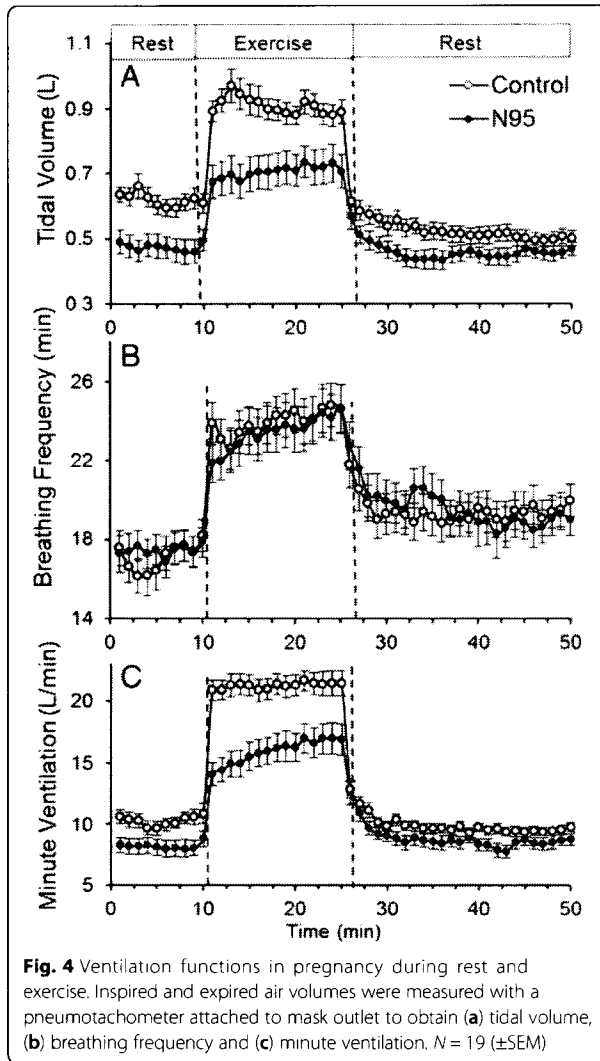 Rest Exercise Rest
A
Control
N95
Tidal Volume (L)
1.1
0.9
0.7
0.5
0.3
0 10 20 30 40 50
B
Breathing Frequency (min)
26
22
18
14
0 10 20 30 40 50
C
Minute Ventilation (L/min)
20
15
10
5
0 10 20 30 40 50
Time (min)
Fig. 4 Ventilation functions in pregnancy during rest and
exercise. Inspired and expired air volumes were measured with a
pneumotachometer attached to mask outlet to obtain (a) tidal volume,
(b) breathing frequency and (c) minute ventilation. N = 19 (±SEM)